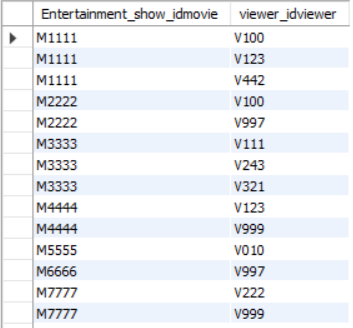 Entertainment_show_idmovie viewer_idviewer
M1111 V100
M1111 V123
M1111 V442
M2222 V100
M2222 V997
M3333 V111
M3333 V243
M3333 V321
M4444 V123
M4444 V999
M5555 V010
M6666 V997
M7777 V222
M7777 V999